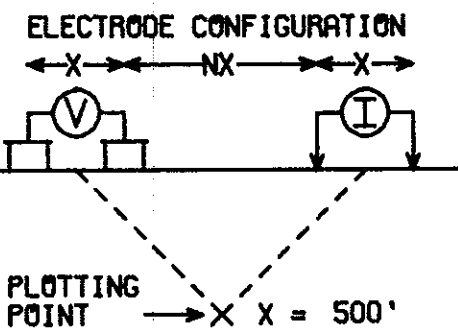 ELECTRODE CONFIGURATION
X NX X
V I
PLOTTING
POINT X X = 500'